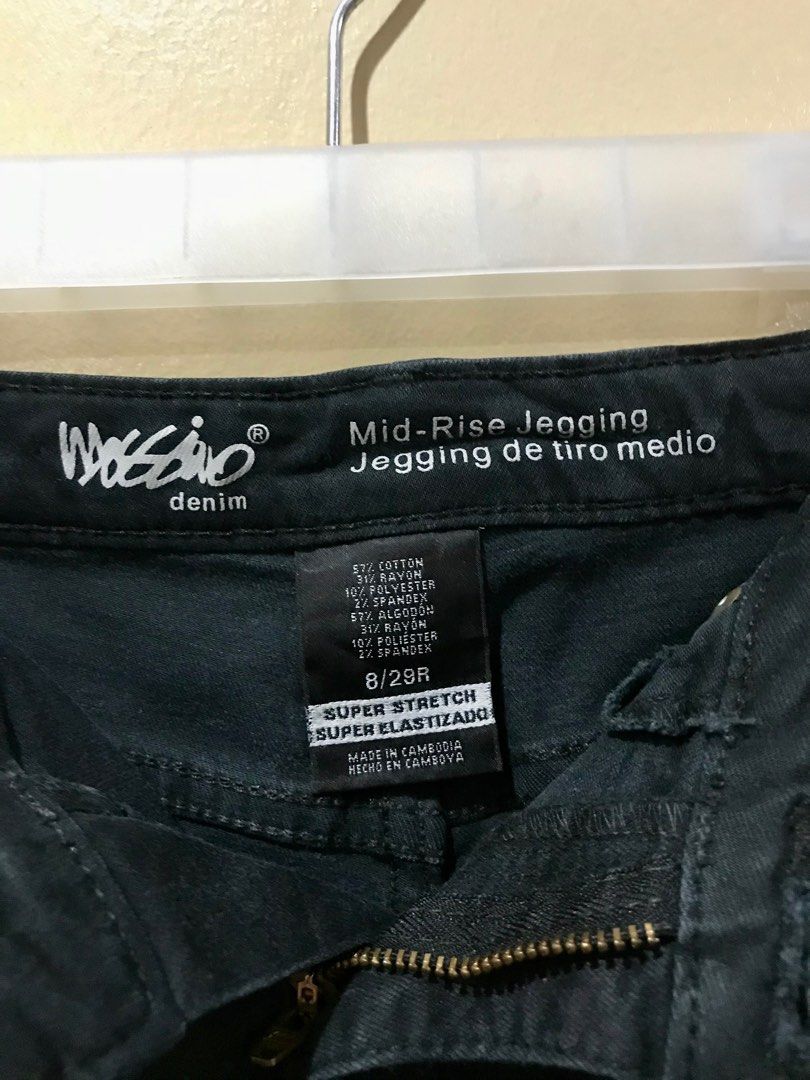 Mossimo®
denim
Mid-Rise Jegging
Jegging de tiro medio
57% COTTON
31% RAYON
10% POLYESTER
2% SPANDEX
57% ALGODÓN
31% RAYÓN
10% POLIÉSTER
2% SPANDEX
8/29R
SUPER STRETCH
SUPER ELASTIZADO
MADE IN CAMBODIA
HECHO EN CAMBOYA